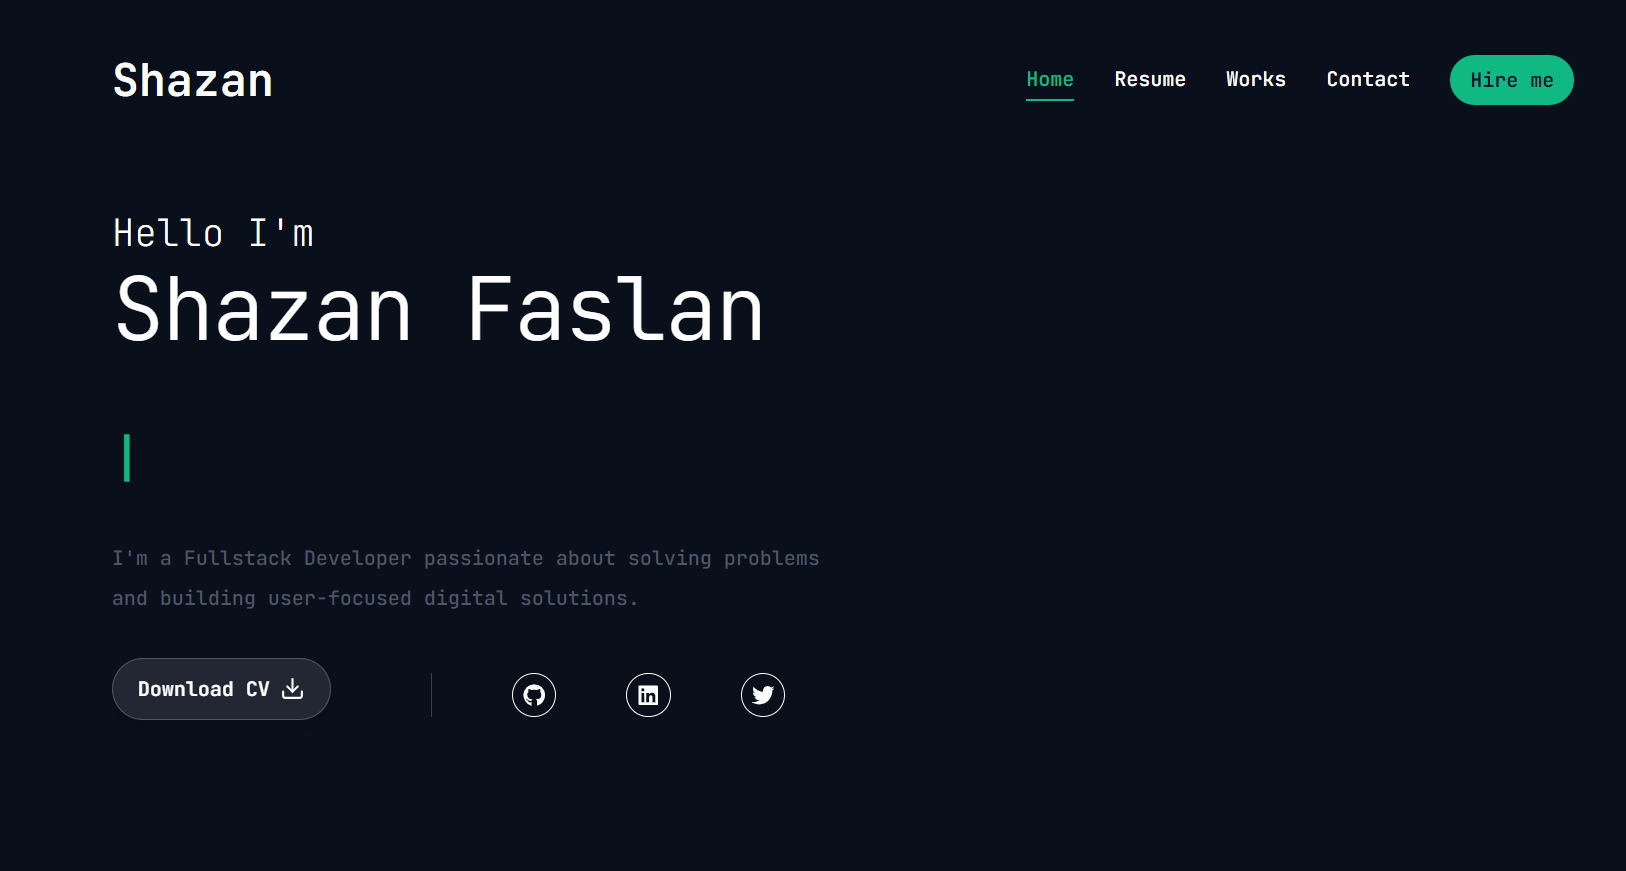 Shazan
Home Resume Works Contact Hire me
Hello I'm
Shazan Faslan
I'm a Fullstack Developer passionate about solving problems
and building user-focused digital solutions.
Download CV
in